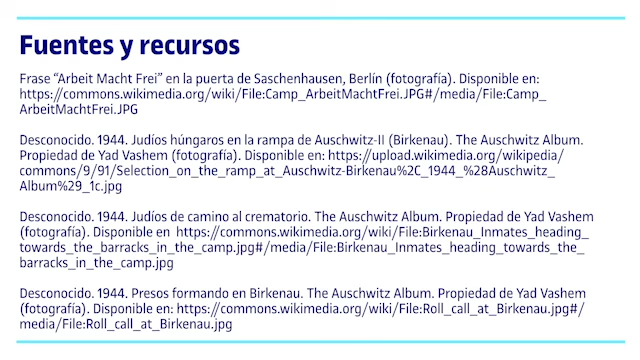 Fuentes y recursos
Frase “Arbeit Macht Frei” en la puerta de Saschenhausen, Berlín (fotografía). Disponible en:
https://commons.wikimedia.org/wiki/File:Camp_ArbeitMachtFrei.JPG#/media/File:Camp_
ArbeitMachtFrei.JPG
Desconocido. 1944. Judíos húngaros en la rampa de Auschwitz-II (Birkenau). The Auschwitz Album.
Propiedad de Yad Vashem (fotografía). Disponible en: https://upload.wikimedia.org/wikipedia/
commons/9/91/Selection_on_the_ramp_at_Auschwitz-Birkenau%2C_1944_%28Auschwitz_
Album%29_1c.jpg
Desconocido. 1944. Judíos de camino al crematorio. The Auschwitz Album. Propiedad de Yad Vashem
(fotografía). Disponible en https://commons.wikimedia.org/wiki/File:Birkenau_Inmates_heading_
towards_the_barracks_in_the_camp.jpg#/media/File:Birkenau_Inmates_heading_towards_the_
barracks_in_the_camp.jpg
Desconocido. 1944. Presos formando en Birkenau. The Auschwitz Album. Propiedad de Yad Vashem
(fotografía). Disponible en: https://commons.wikimedia.org/wiki/File:Roll_call_at_Birkenau.jpg#/
media/File:Roll_call_at_Birkenau.jpg